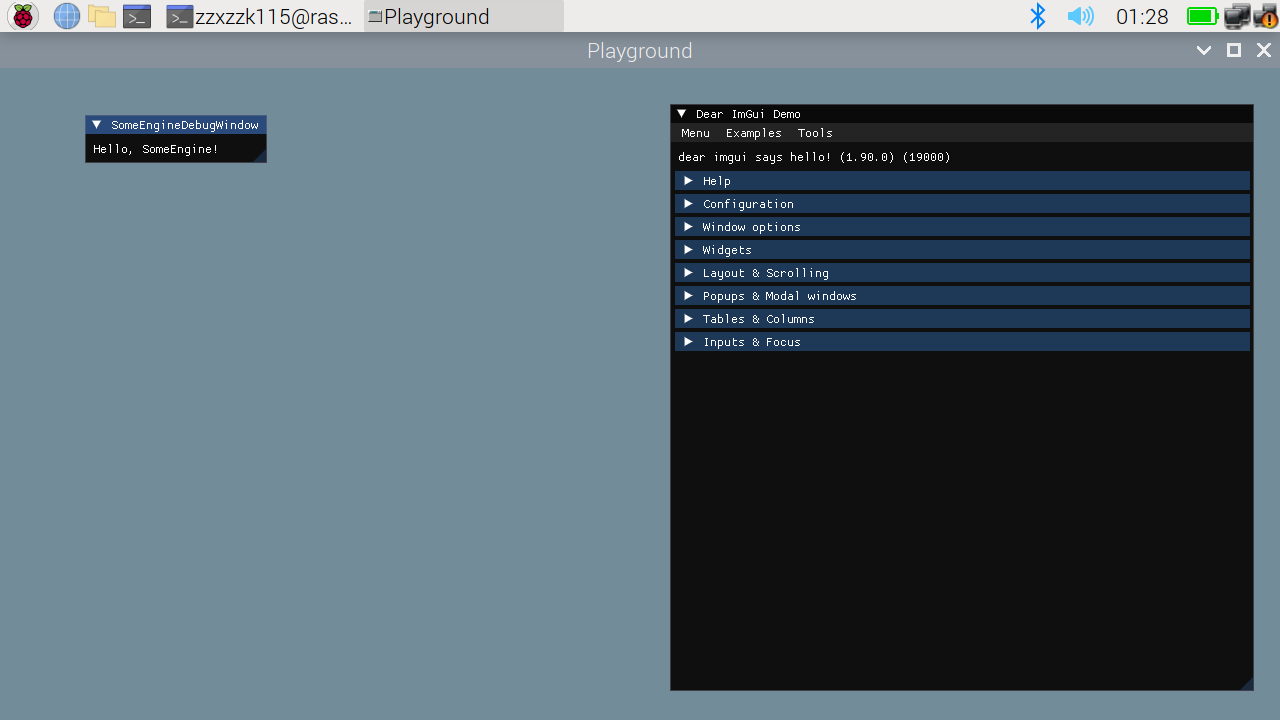 zzxzzk115@ras...
Playground
01:28
Playground
SomeEngineDebugWindow
Hello, SomeEngine!
Dear ImGui Demo
Menu Examples Tools
dear imgui says hello! (1.90.0) (19000)
Help
Configuration
Window options
Widgets
Layout & Scrolling
Popups & Modal windows
Tables & Columns
Inputs & Focus